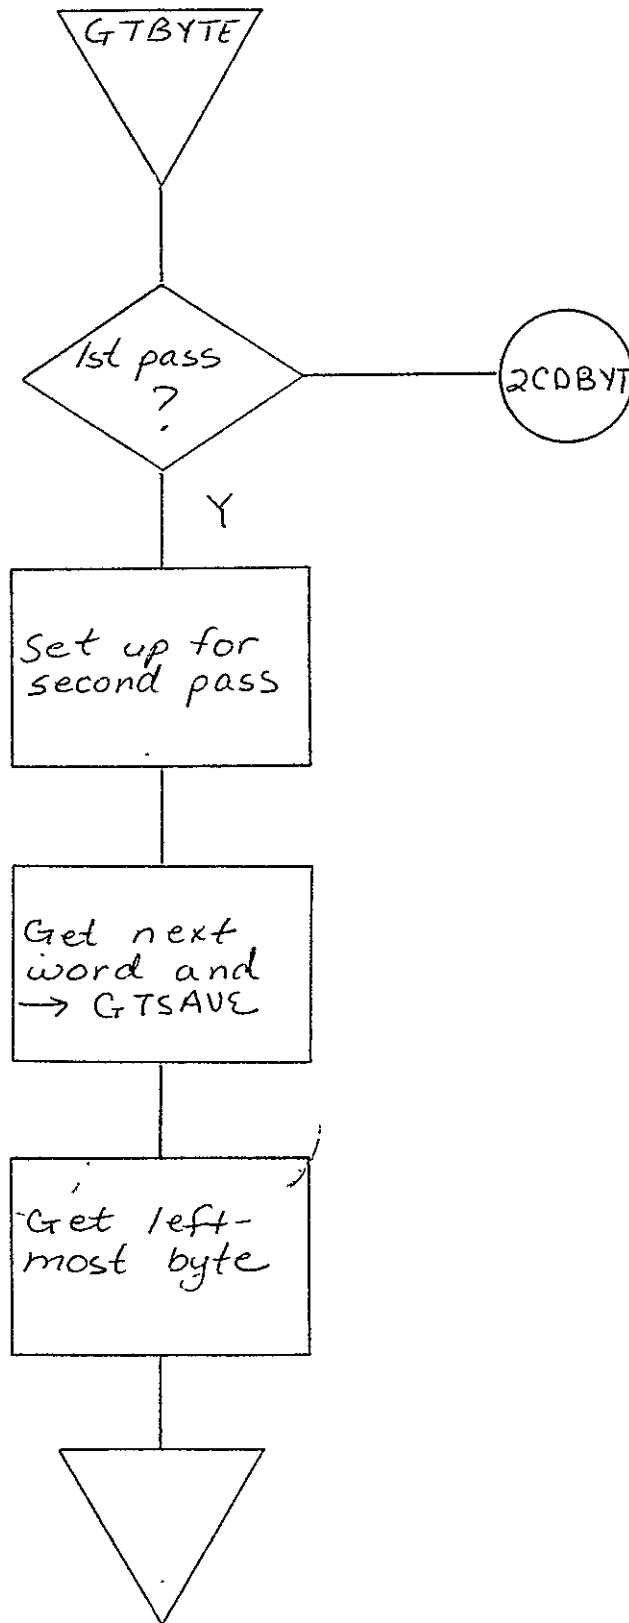 GTBYTE
1st pass
?
2CDBYT
Y
Set up for
second pass
Get next
word and
→ GTSAVE
Get left-
most byte